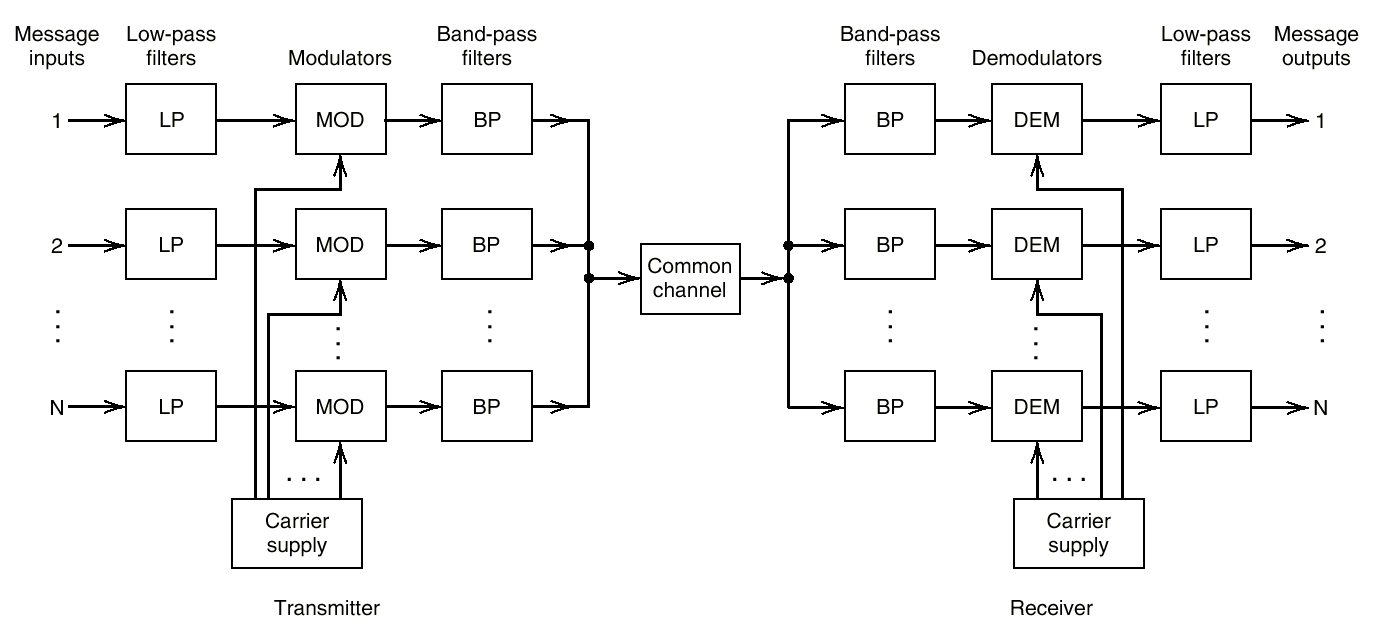 Message
inputs
Low-pass
filters
Modulators
Band-pass
filters
Band-pass
filters
Demodulators
Low-pass
filters
Message
outputs
1
LP
MOD
BP
BP
DEM
LP
1
2
LP
MOD
BP
BP
DEM
LP
2
Common
channel
N
LP
MOD
BP
BP
DEM
LP
N
Carrier
supply
Carrier
supply
Transmitter
Receiver